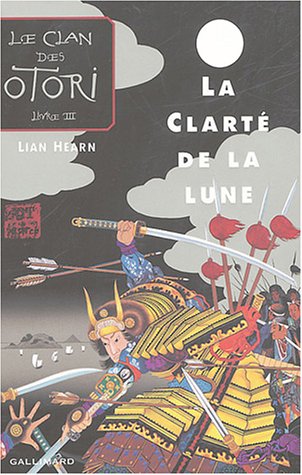 LE CLAN
DES
OTORI
LIVRE III
LIAN HEARN
LA
CLARTÉ
DE LA
LUNE
GALLIMARD